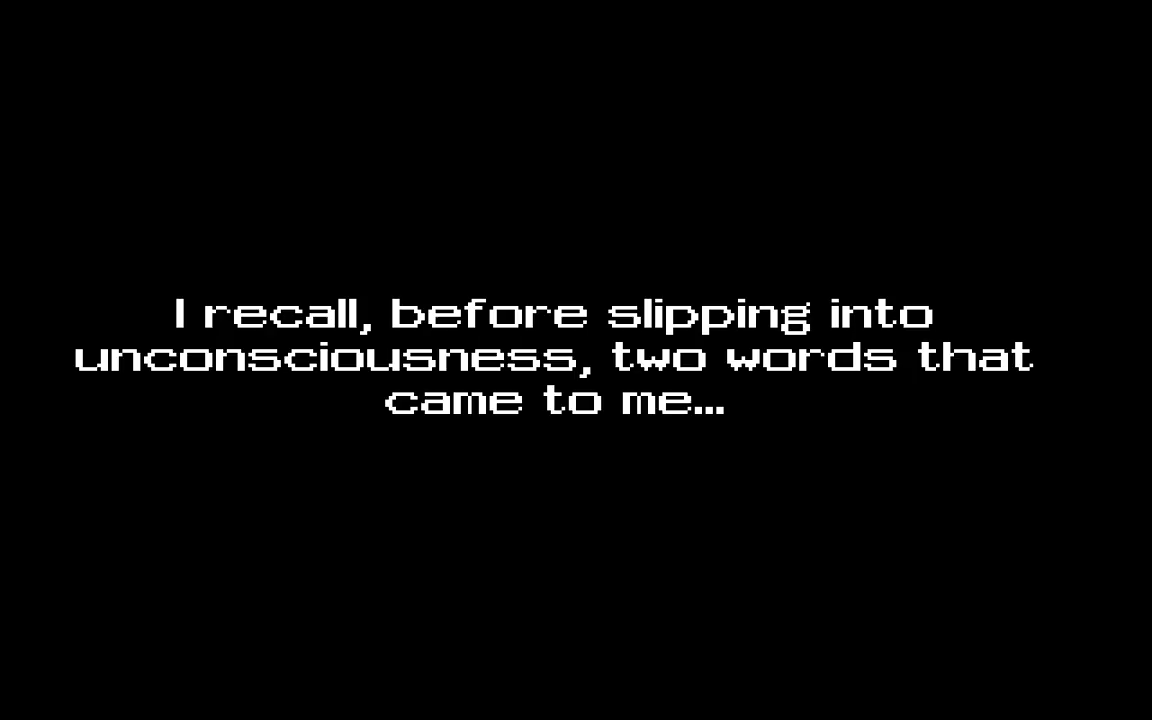 I recall, before slipping into
unconsciousness, two words that
came to me...